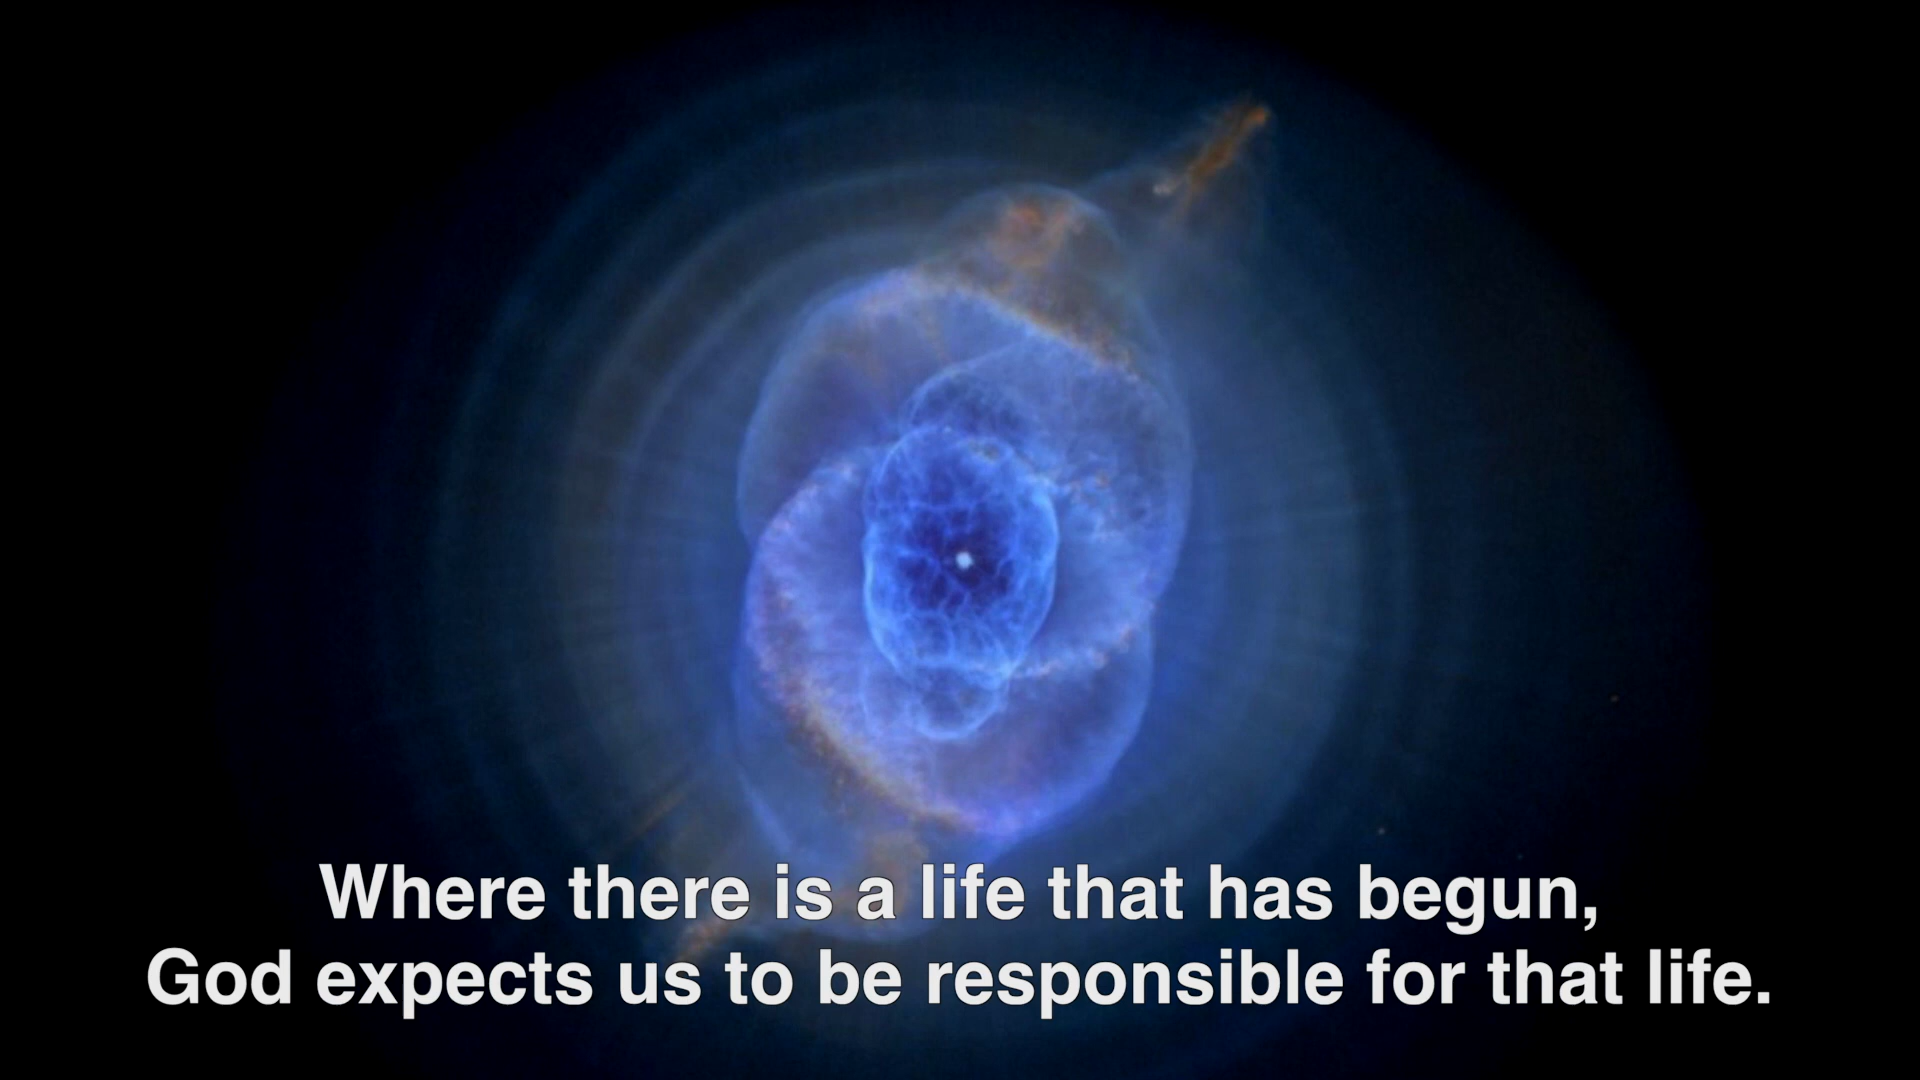 Where there is a life that has begun,
God expects us to be responsible for that life.